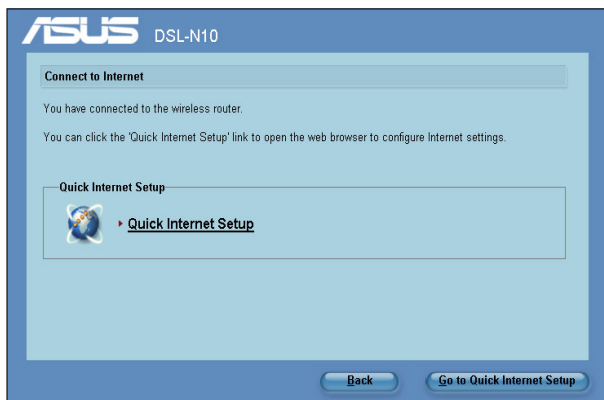 ASUS DSL-N10
Connect to Internet
You have connected to the wireless router.
You can click the 'Quick Internet Setup' link to open the web browser to configure Internet settings.
Quick Internet Setup
Quick Internet Setup
Back
Go to Quick Internet Setup